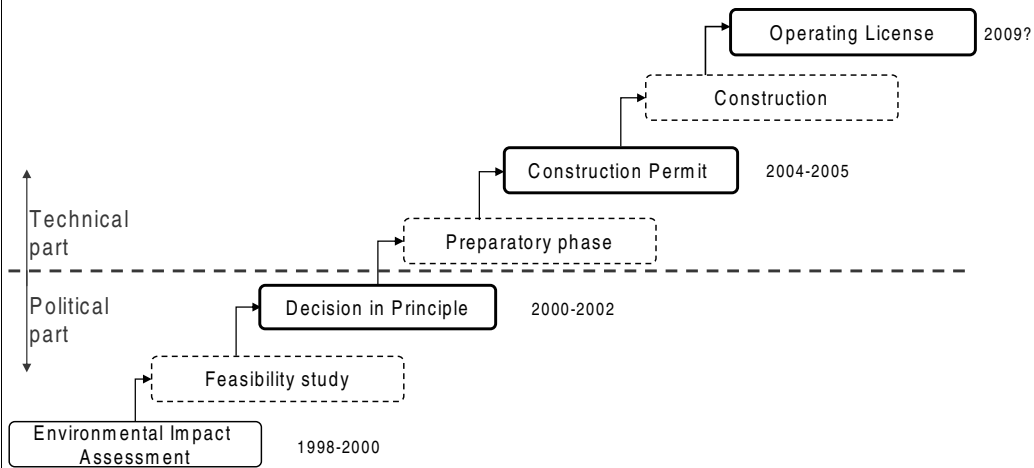 Operating License
2009?
Construction
Construction Permit
2004-2005
Technical
part
Preparatory phase
Political
part
Decision in Principle
2000-2002
Feasibility study
Environmental Impact
Assessment
1998-2000